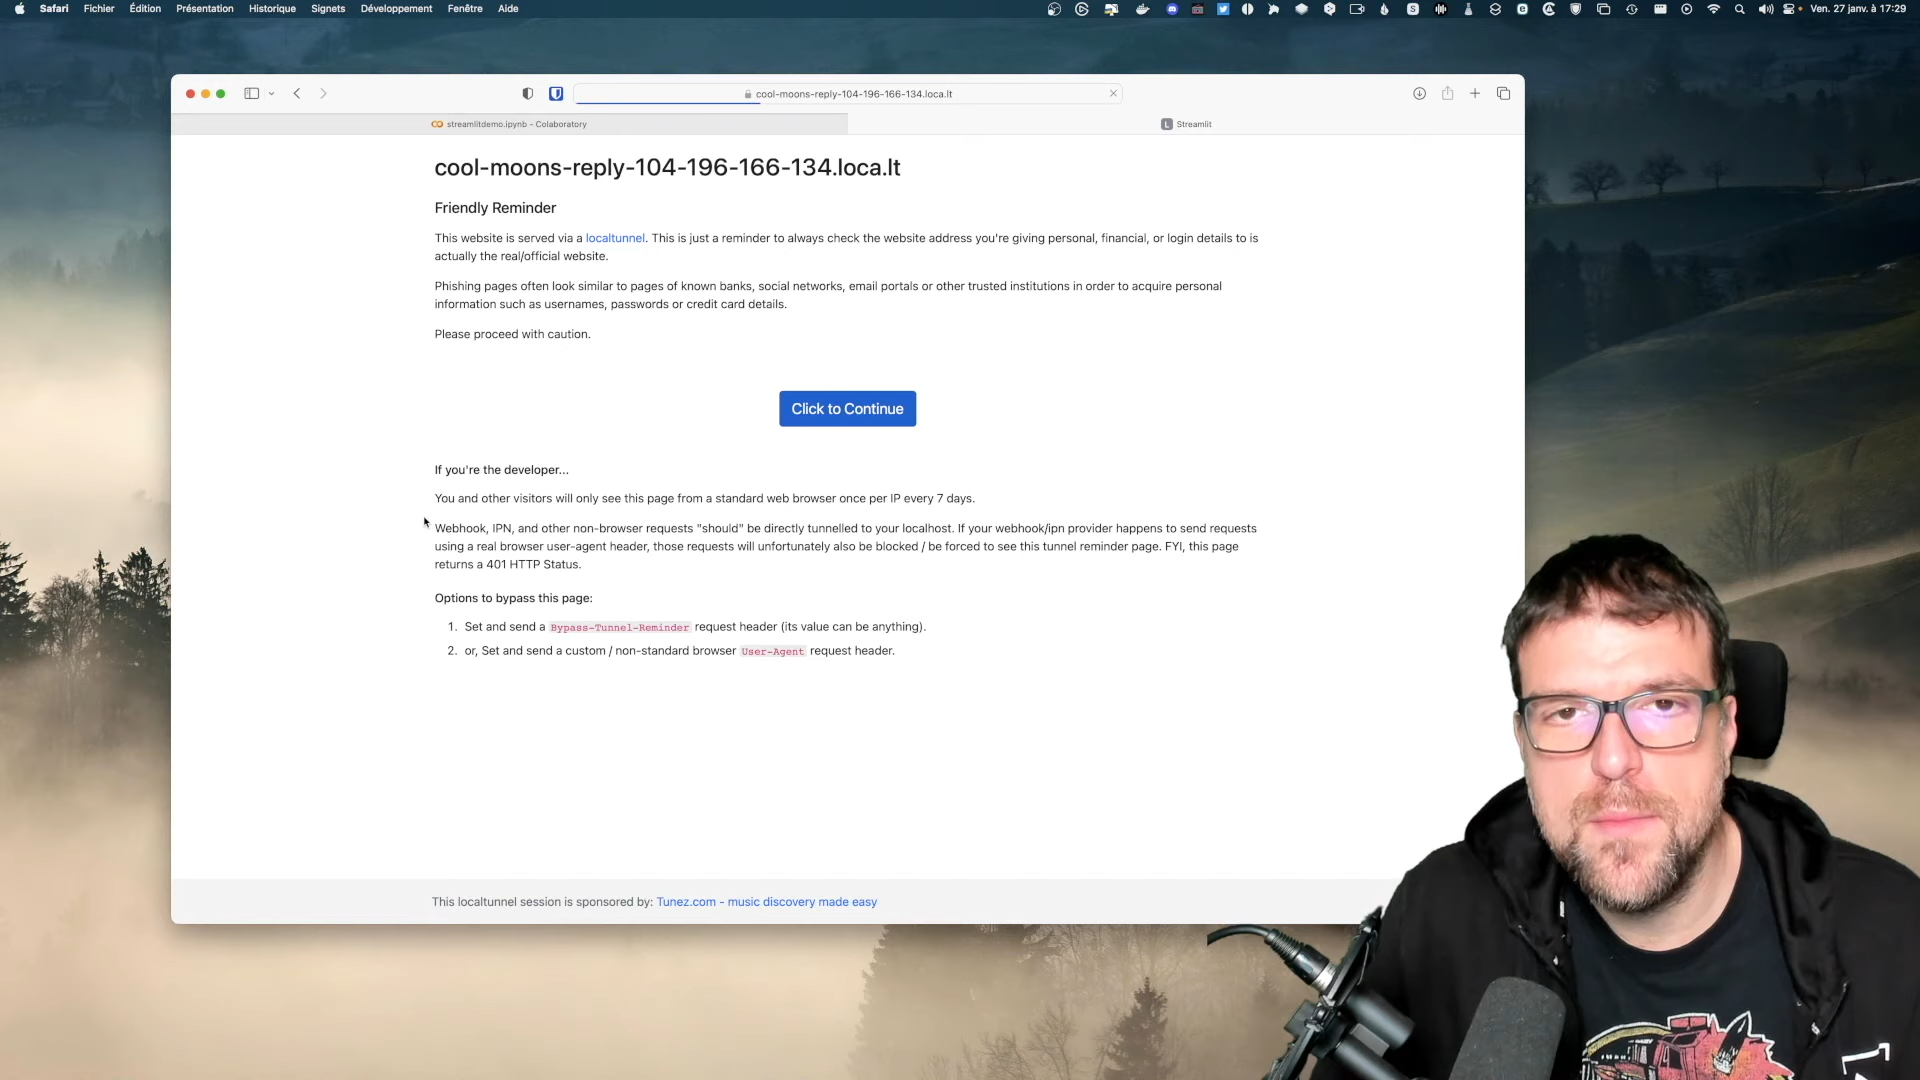 Safari Fichier Édition Présentation Historique Signets Développement Fenêtre Aide
Ven. 27 janv. à 17:29
cool-moons-reply-104-196-166-134.loca.lt
streamlitdemo.ipynb - Colaboratory
L Streamlit
cool-moons-reply-104-196-166-134.loca.lt
Friendly Reminder
This website is served via a localtunnel. This is just a reminder to always check the website address you're giving personal, financial, or login details to is
actually the real/official website.
Phishing pages often look similar to pages of known banks, social networks, email portals or other trusted institutions in order to acquire personal
information such as usernames, passwords or credit card details.
Please proceed with caution.
Click to Continue
If you're the developer...
You and other visitors will only see this page from a standard web browser once per IP every 7 days.
Webhook, IPN, and other non-browser requests "should" be directly tunnelled to your localhost. If your webhook/ipn provider happens to send requests
using a real browser user-agent header, those requests will unfortunately also be blocked / be forced to see this tunnel reminder page. FYI, this page
returns a 401 HTTP Status.
Options to bypass this page:
1. Set and send a Bypass-Tunnel-Reminder request header (its value can be anything).
2. or, Set and send a custom / non-standard browser User-Agent request header.
This localtunnel session is sponsored by: Tunez.com - music discovery made easy